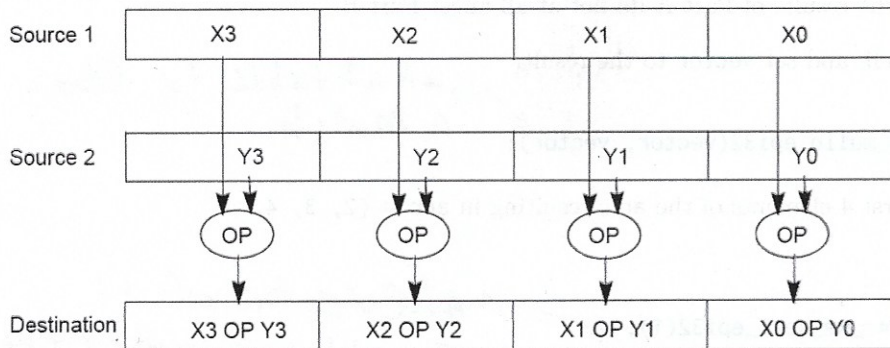 Source 1 X3 X2 X1 X0
Source 2 Y3 Y2 Y1 Y0
OP OP OP OP
Destination X3 OP Y3 X2 OP Y2 X1 OP Y1 X0 OP Y0